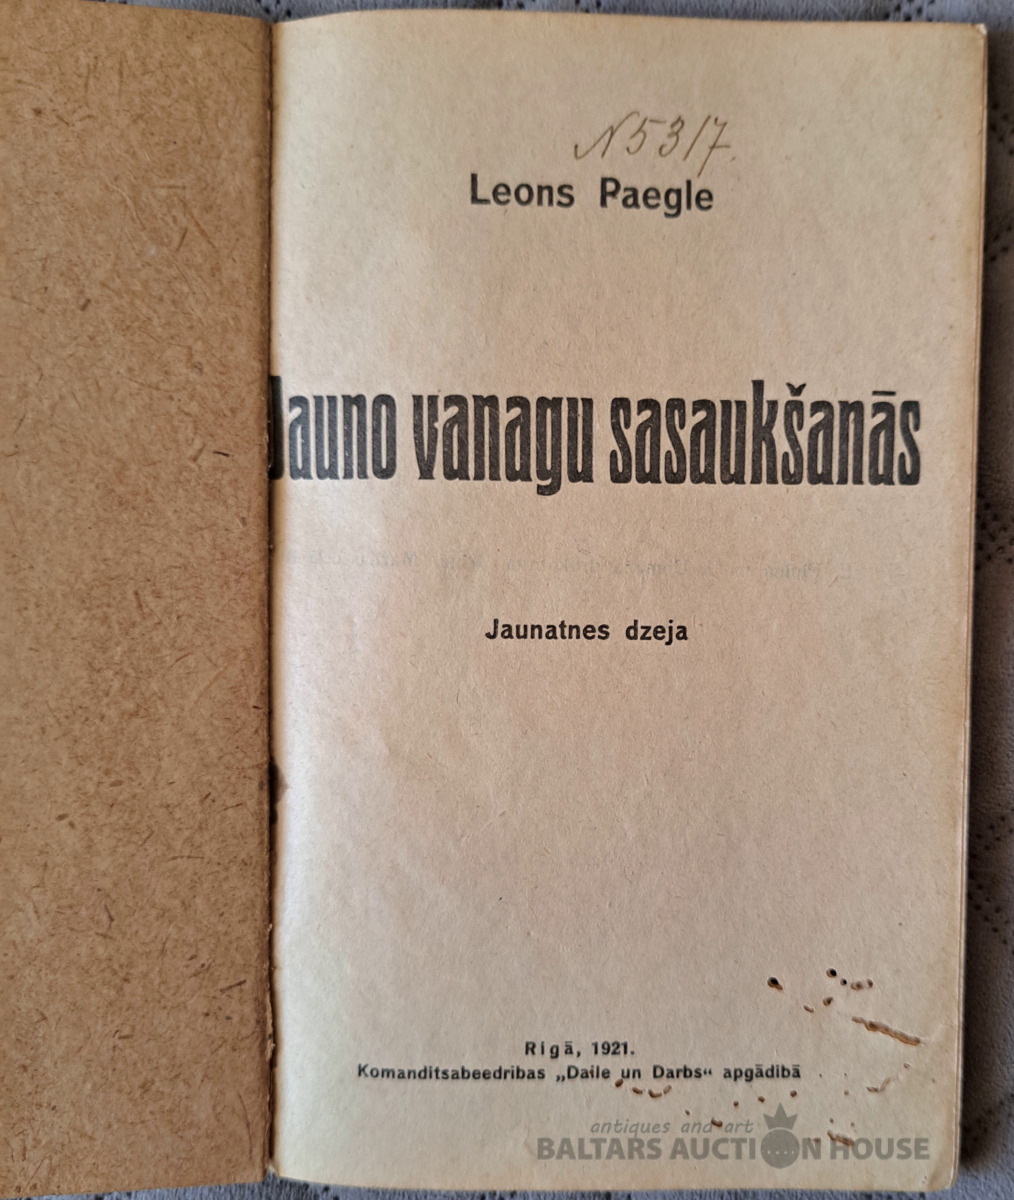 N 5317.
Leons Paegle
Jauno vanagu sasaukšanās
Jaunatnes dzeja
Rigā, 1921.
Komanditsabeedribas „Daile un Darbs“ apgādibā
antiques and art
BALTARS AUCTION HOUSE